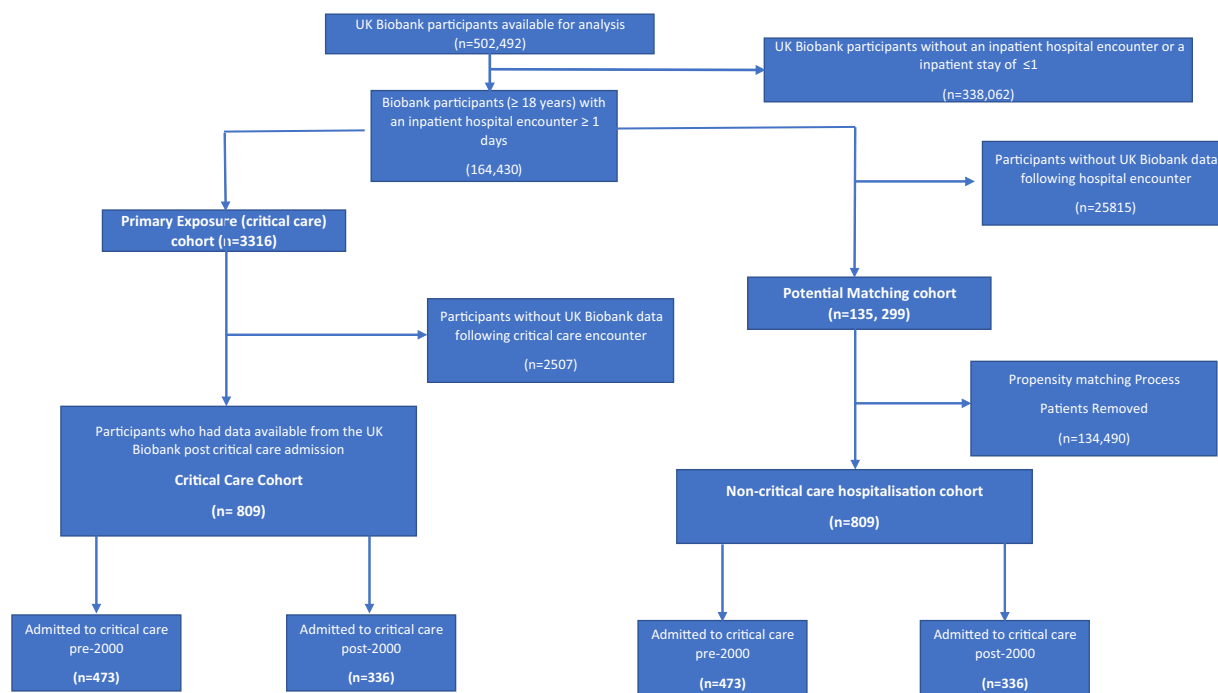 UK Biobank participants available for analysis
(n=502,492)
UK Biobank participants without an inpatient hospital encounter or a
inpatient stay of ≤1
(n=338,062)
Biobank participants (≥ 18 years) with
an inpatient hospital encounter ≥ 1
days
(164,430)
Participants without UK Biobank data
following hospital encounter
(n=25815)
Primary Exposure (critical care)
cohort (n=3316)
Potential Matching cohort
(n=135, 299)
Participants without UK Biobank data
following critical care encounter
(n=2507)
Propensity matching Process
Patients Removed
(n=134,490)
Participants who had data available from the UK
Biobank post critical care admission
Critical Care Cohort
(n= 809)
Non-critical care hospitalisation cohort
(n=809)
Admitted to critical care
pre-2000
(n=473)
Admitted to critical care
post-2000
(n=336)
Admitted to critical care
pre-2000
(n=473)
Admitted to critical care
post-2000
(n=336)